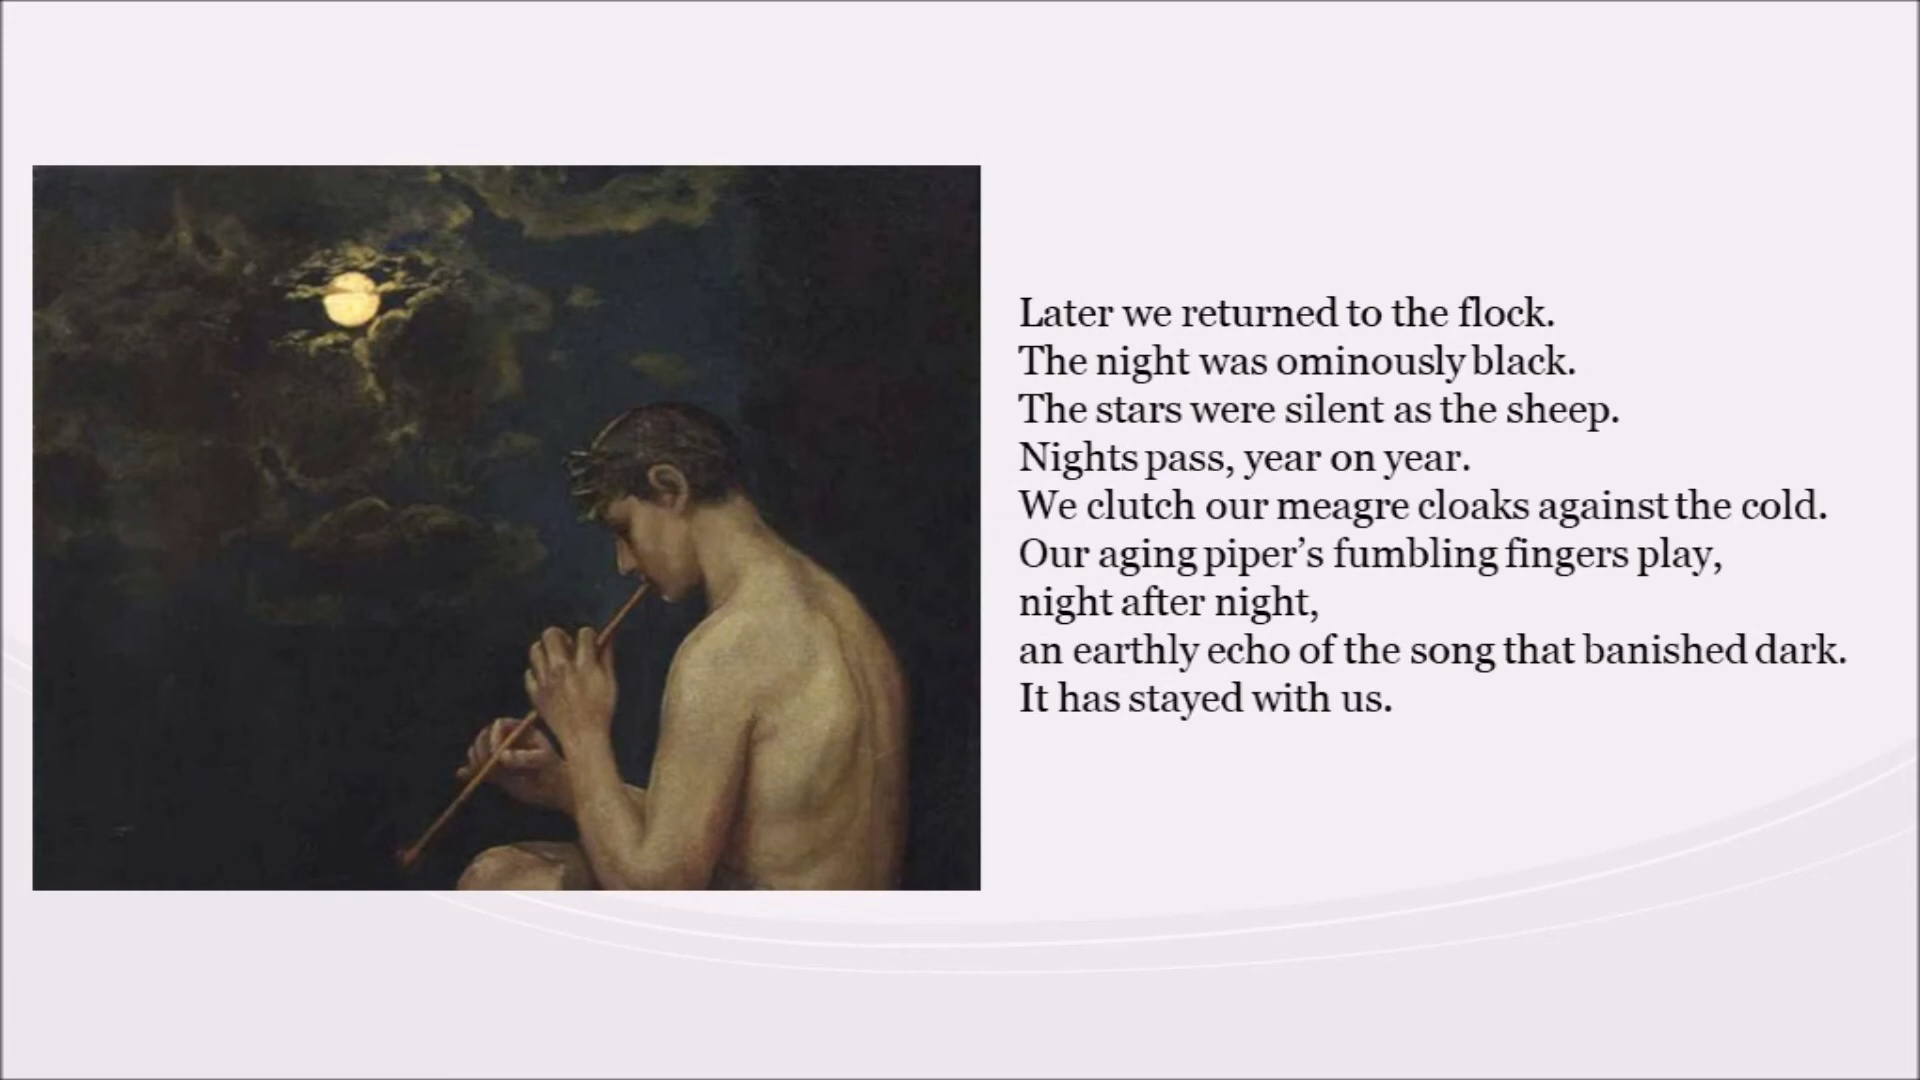 Later we returned to the flock.
The night was ominously black.
The stars were silent as the sheep.
Nights pass, year on year.
We clutch our meagre cloaks against the cold.
Our aging piper’s fumbling fingers play,
night after night,
an earthly echo of the song that banished dark.
It has stayed with us.